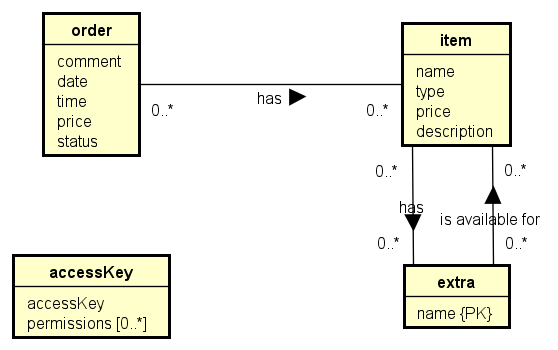 order
comment
date
time
price
status
has
0..*
0..*
item
name
type
price
description
0..*
0..*
has
is available for
0..*
0..*
extra
name {PK}
accessKey
accessKey
permissions [0..*]